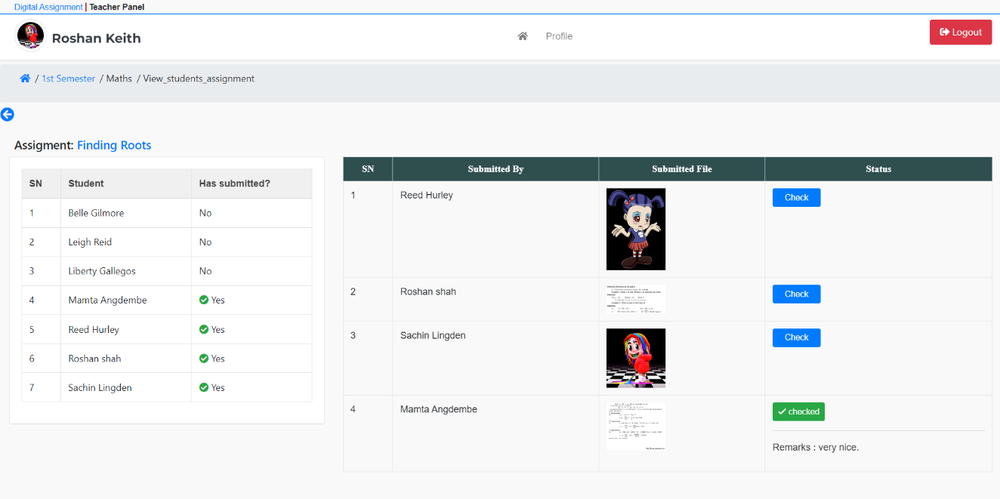 Digital Assignment | Teacher Panel
Roshan Keith
Profile
Logout
/ 1st Semester / Maths / View_students_assignment
Assigment: Finding Roots
SN Student Has submitted?
1 Belle Gilmore No
2 Leigh Reid No
3 Liberty Gallegos No
4 Mamta Angdembe Yes
5 Reed Hurley Yes
6 Roshan shah Yes
7 Sachin Lingden Yes
SN Submitted By Submitted File Status
1 Reed Hurley Check
2 Roshan shah Check
3 Sachin Lingden Check
4 Mamta Angdembe checked
Remarks : very nice.